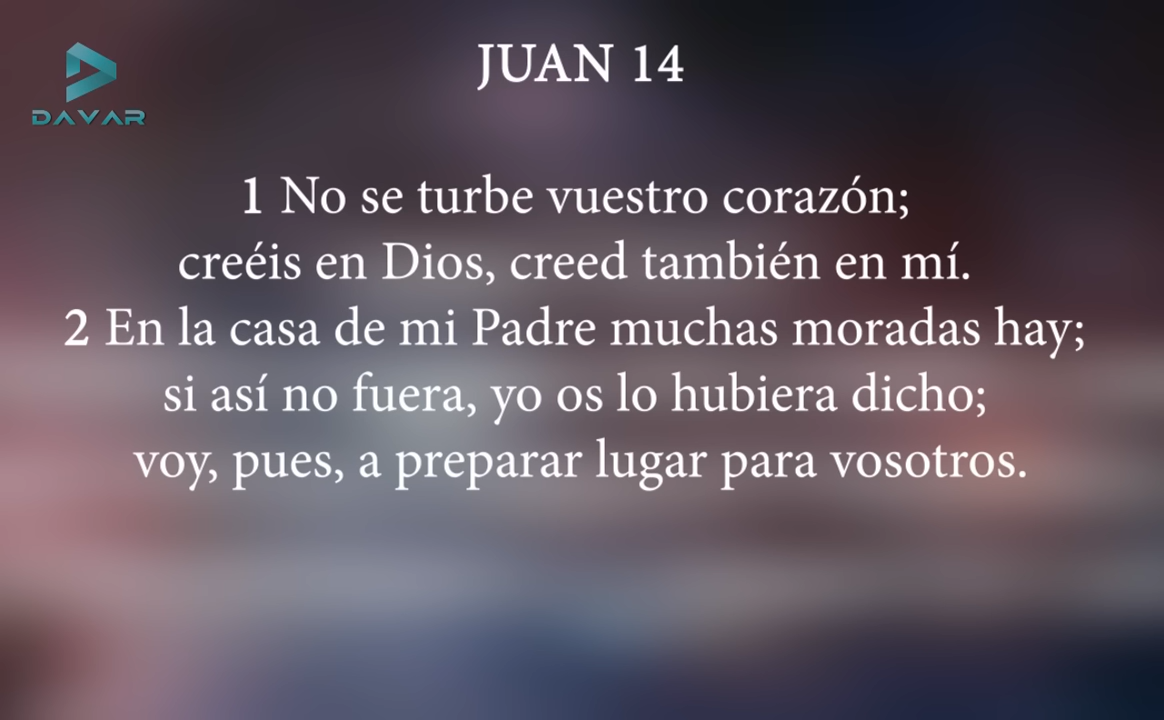 JUAN 14
DAVAR
1 No se turbe vuestro corazón;
creéis en Dios, creed también en mí.
2 En la casa de mi Padre muchas moradas hay;
si así no fuera, yo os lo hubiera dicho;
voy, pues, a preparar lugar para vosotros.